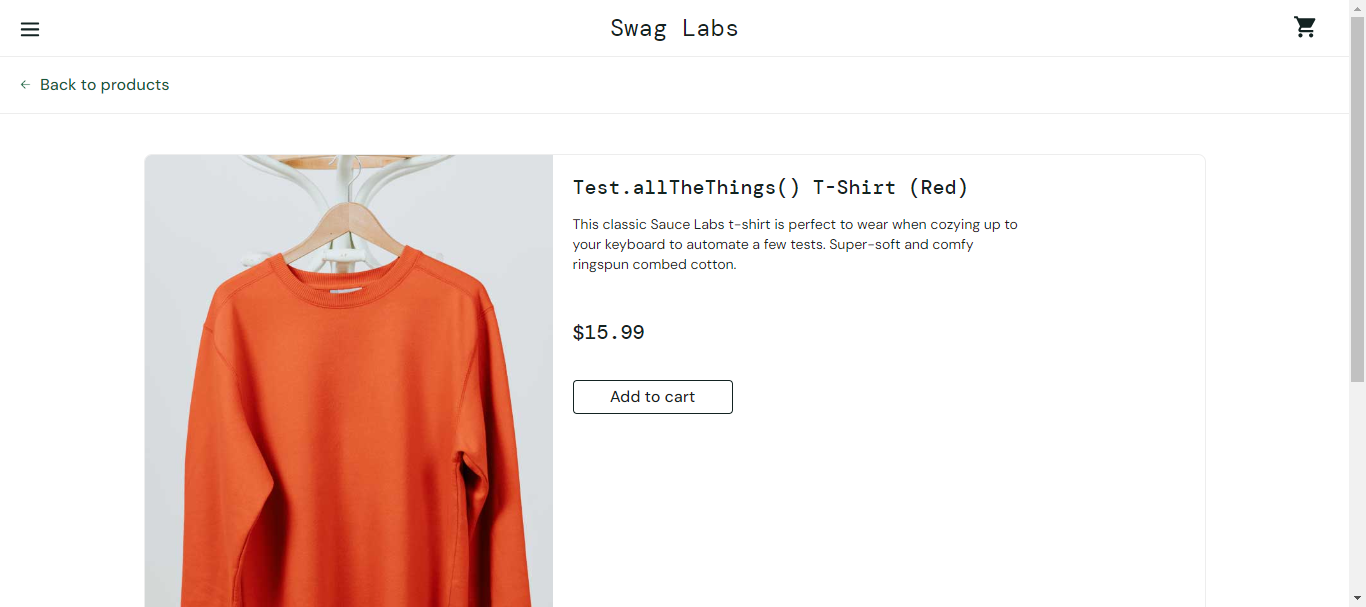 Swag Labs
Back to products
Test.allTheThings() T-Shirt (Red)
This classic Sauce Labs t-shirt is perfect to wear when cozying up to
your keyboard to automate a few tests. Super-soft and comfy
ringspun combed cotton.
$15.99
Add to cart